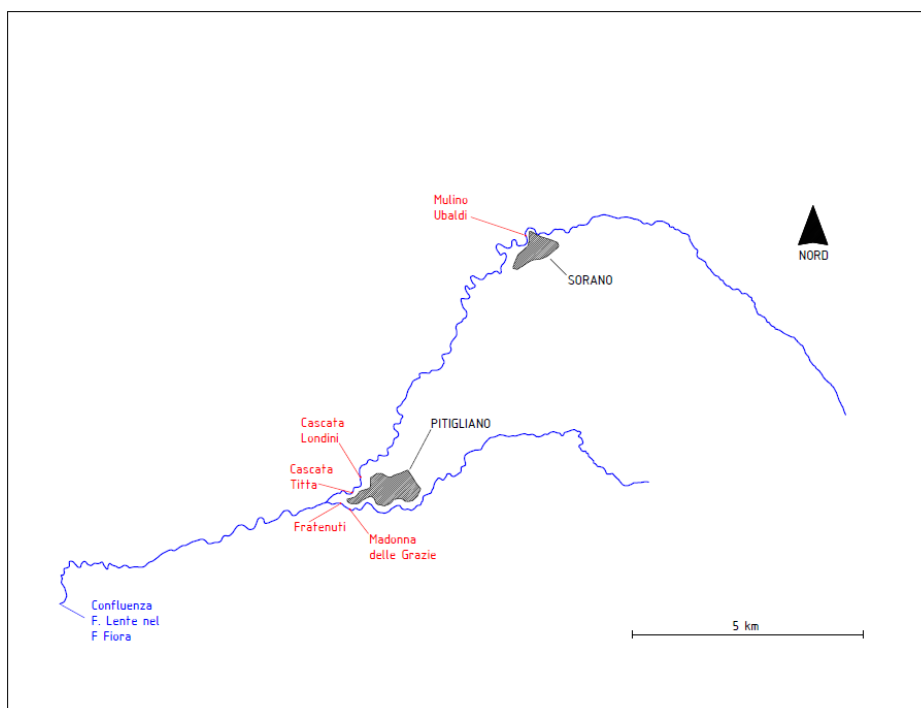 Mulino
Ubaldi
NORD
SORANO
Cascata
Londini
PITIGLIANO
Cascata
Titta
Fratenuti
Madonna
delle Grazie
Confluenza
F. Lente nel
F Fiora
5 km